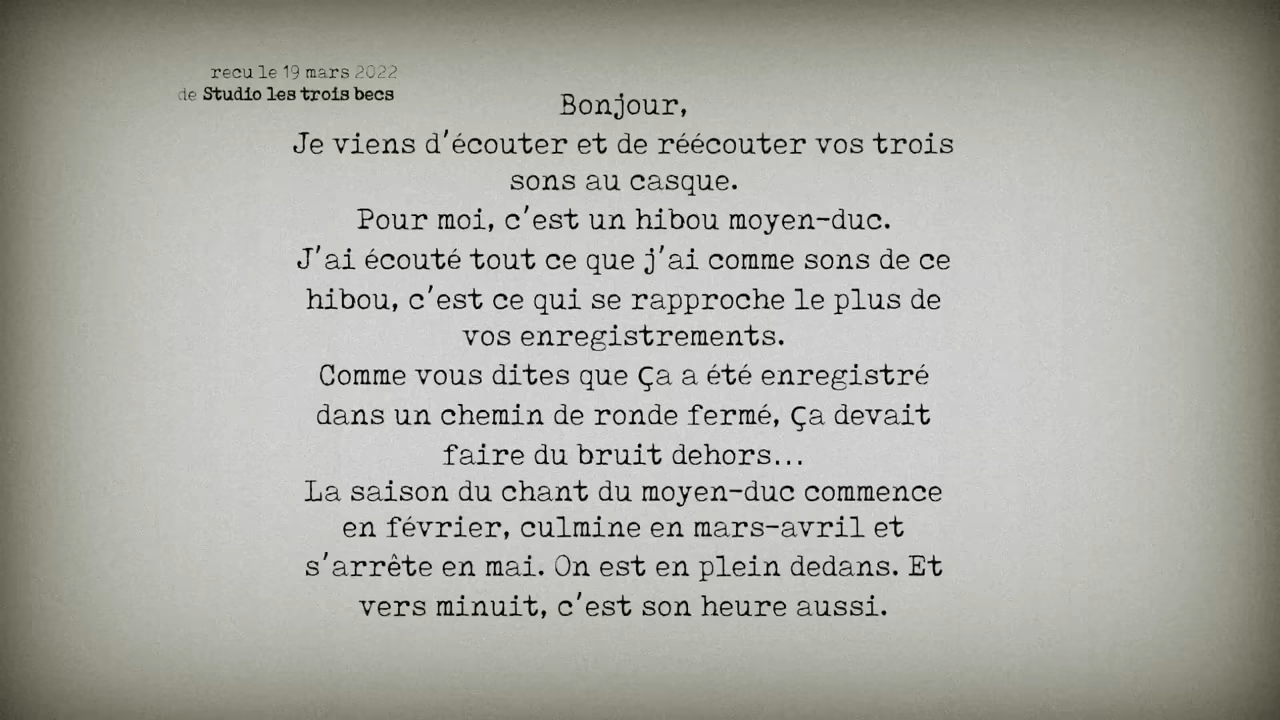 recu le 19 mars 2022
de Studio les trois becs
Bonjour,
Je viens d'écouter et de réécouter vos trois
sons au casque.
Pour moi, c'est un hibou moyen-duc.
J'ai écouté tout ce que j'ai comme sons de ce
hibou, c'est ce qui se rapproche le plus de
vos enregistrements.
Comme vous dites que Ça a été enregistré
dans un chemin de ronde fermé, Ça devait
faire du bruit dehors...
La saison du chant du moyen-duc commence
en février, culmine en mars-avril et
s'arrête en mai. On est en plein dedans. Et
vers minuit, c'est son heure aussi.